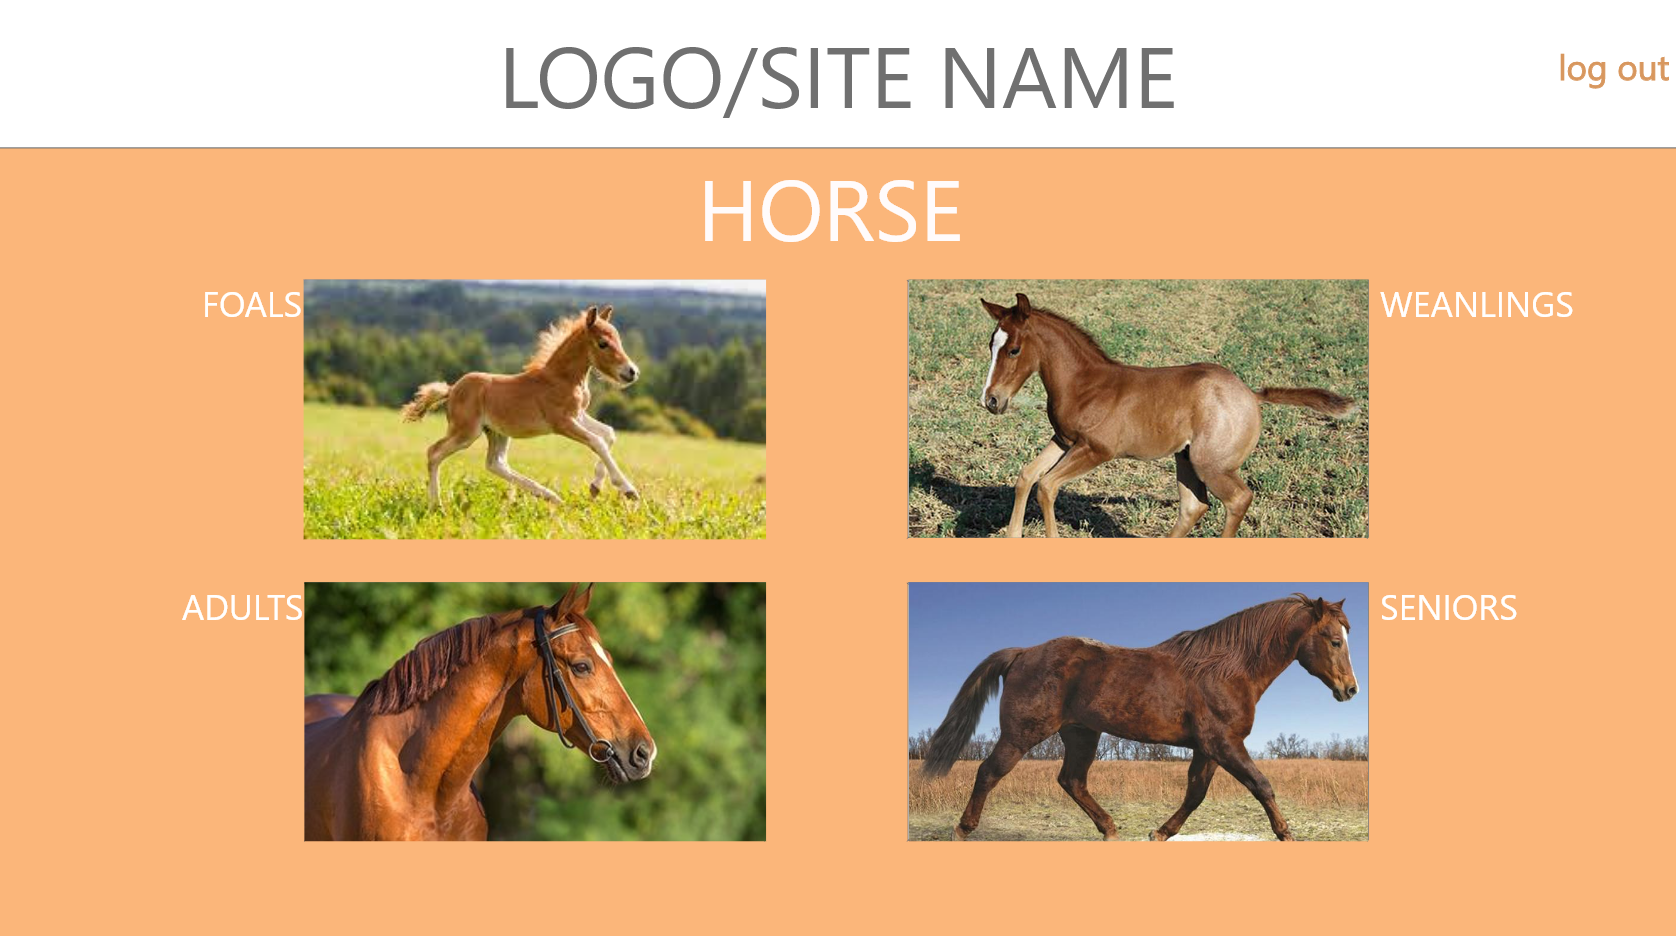 LOGO/SITE NAME
log out
HORSE
FOALS
WEANLINGS
ADULTS
SENIORS